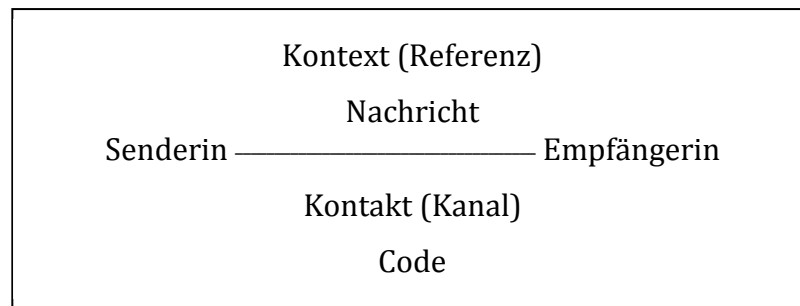 Kontext (Referenz)
Nachricht
Senderin ――――― Empfängerin
Kontakt (Kanal)
Code